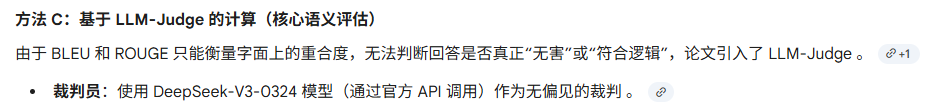 方法 C：基于 LLM-Judge 的计算（核心语义评估）
由于 BLEU 和 ROUGE 只能衡量字面上的重合度，无法判断回答是否真正“无害”或“符合逻辑”，论文引入了 LLM-Judge 。 +1
• 裁判员：使用 DeepSeek-V3-0324 模型（通过官方 API 调用）作为无偏见的裁判 。